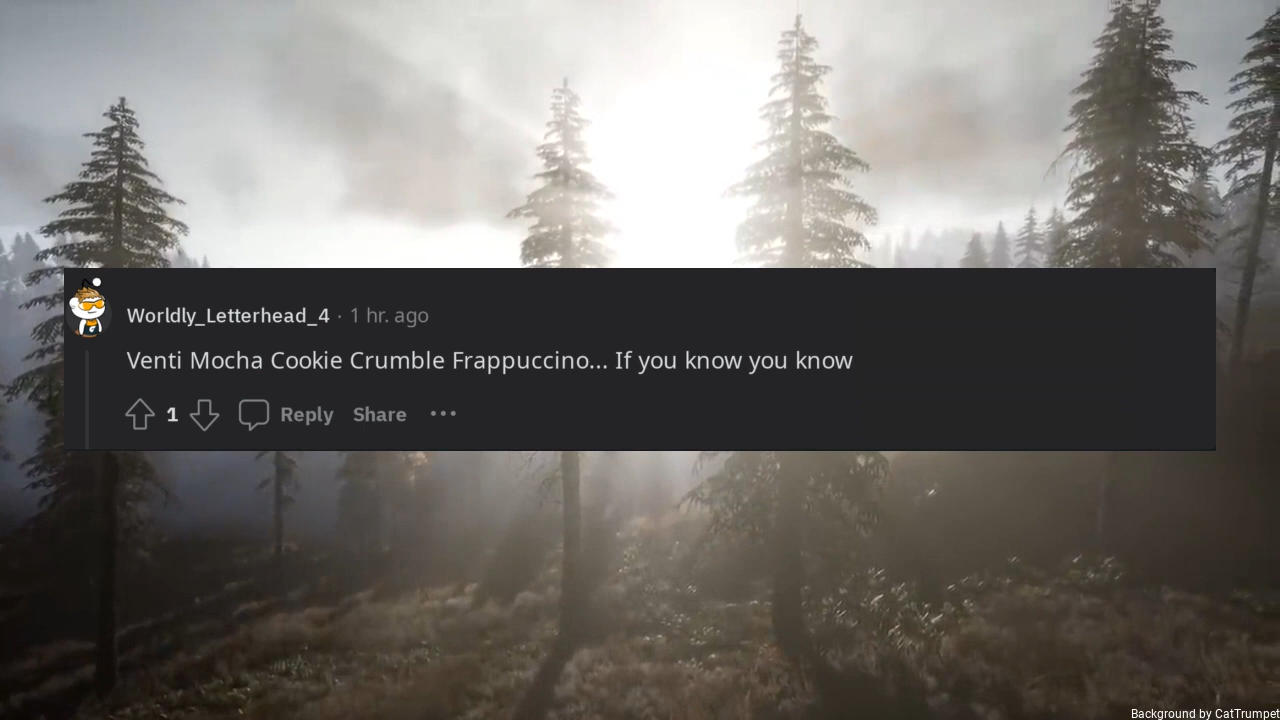 Worldly_Letterhead_4 · 1 hr. ago
Venti Mocha Cookie Crumble Frappuccino... If you know you know
1 Reply Share
Background by CatTrumpet